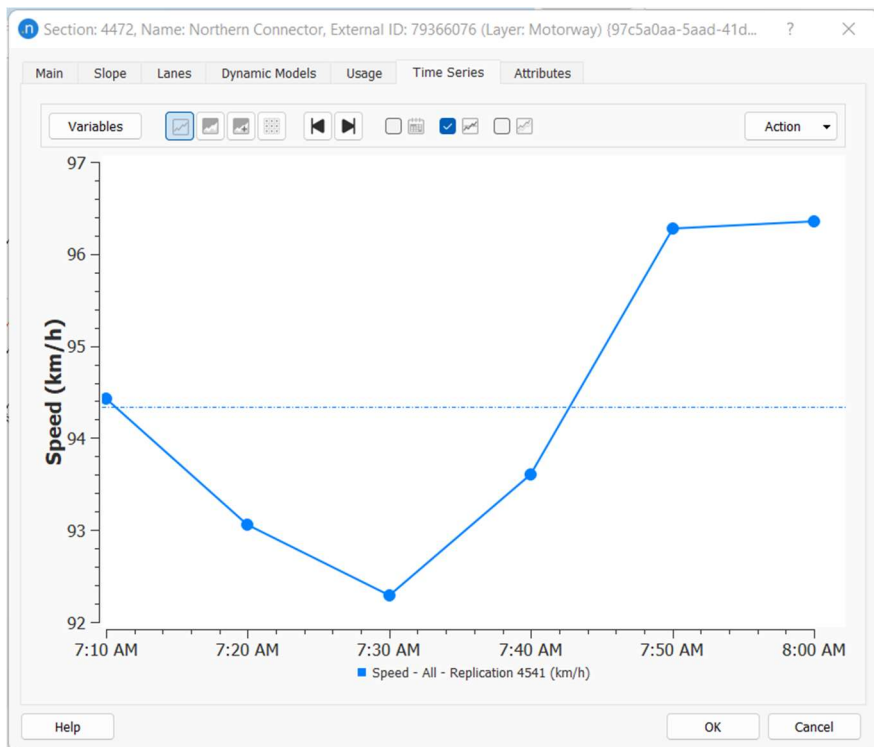 .n Section: 4472, Name: Northern Connector, External ID: 79366076 (Layer: Motorway) {97c5a0aa-5aad-41d... ?
Main Slope Lanes Dynamic Models Usage Time Series Attributes
Variables Action
97
96
95
94
93
92
Speed (km/h)
7:10 AM 7:20 AM 7:30 AM 7:40 AM 7:50 AM 8:00 AM
Speed - All - Replication 4541 (km/h)
Help OK Cancel